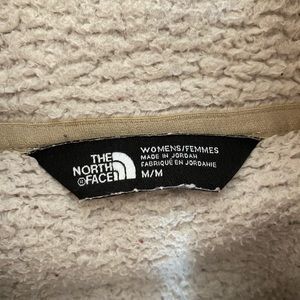 THE
NORTH
FACE
WOMENS/FEMMES
MADE IN JORDAN
FABRIQUÉ EN JORDANIE
M/M